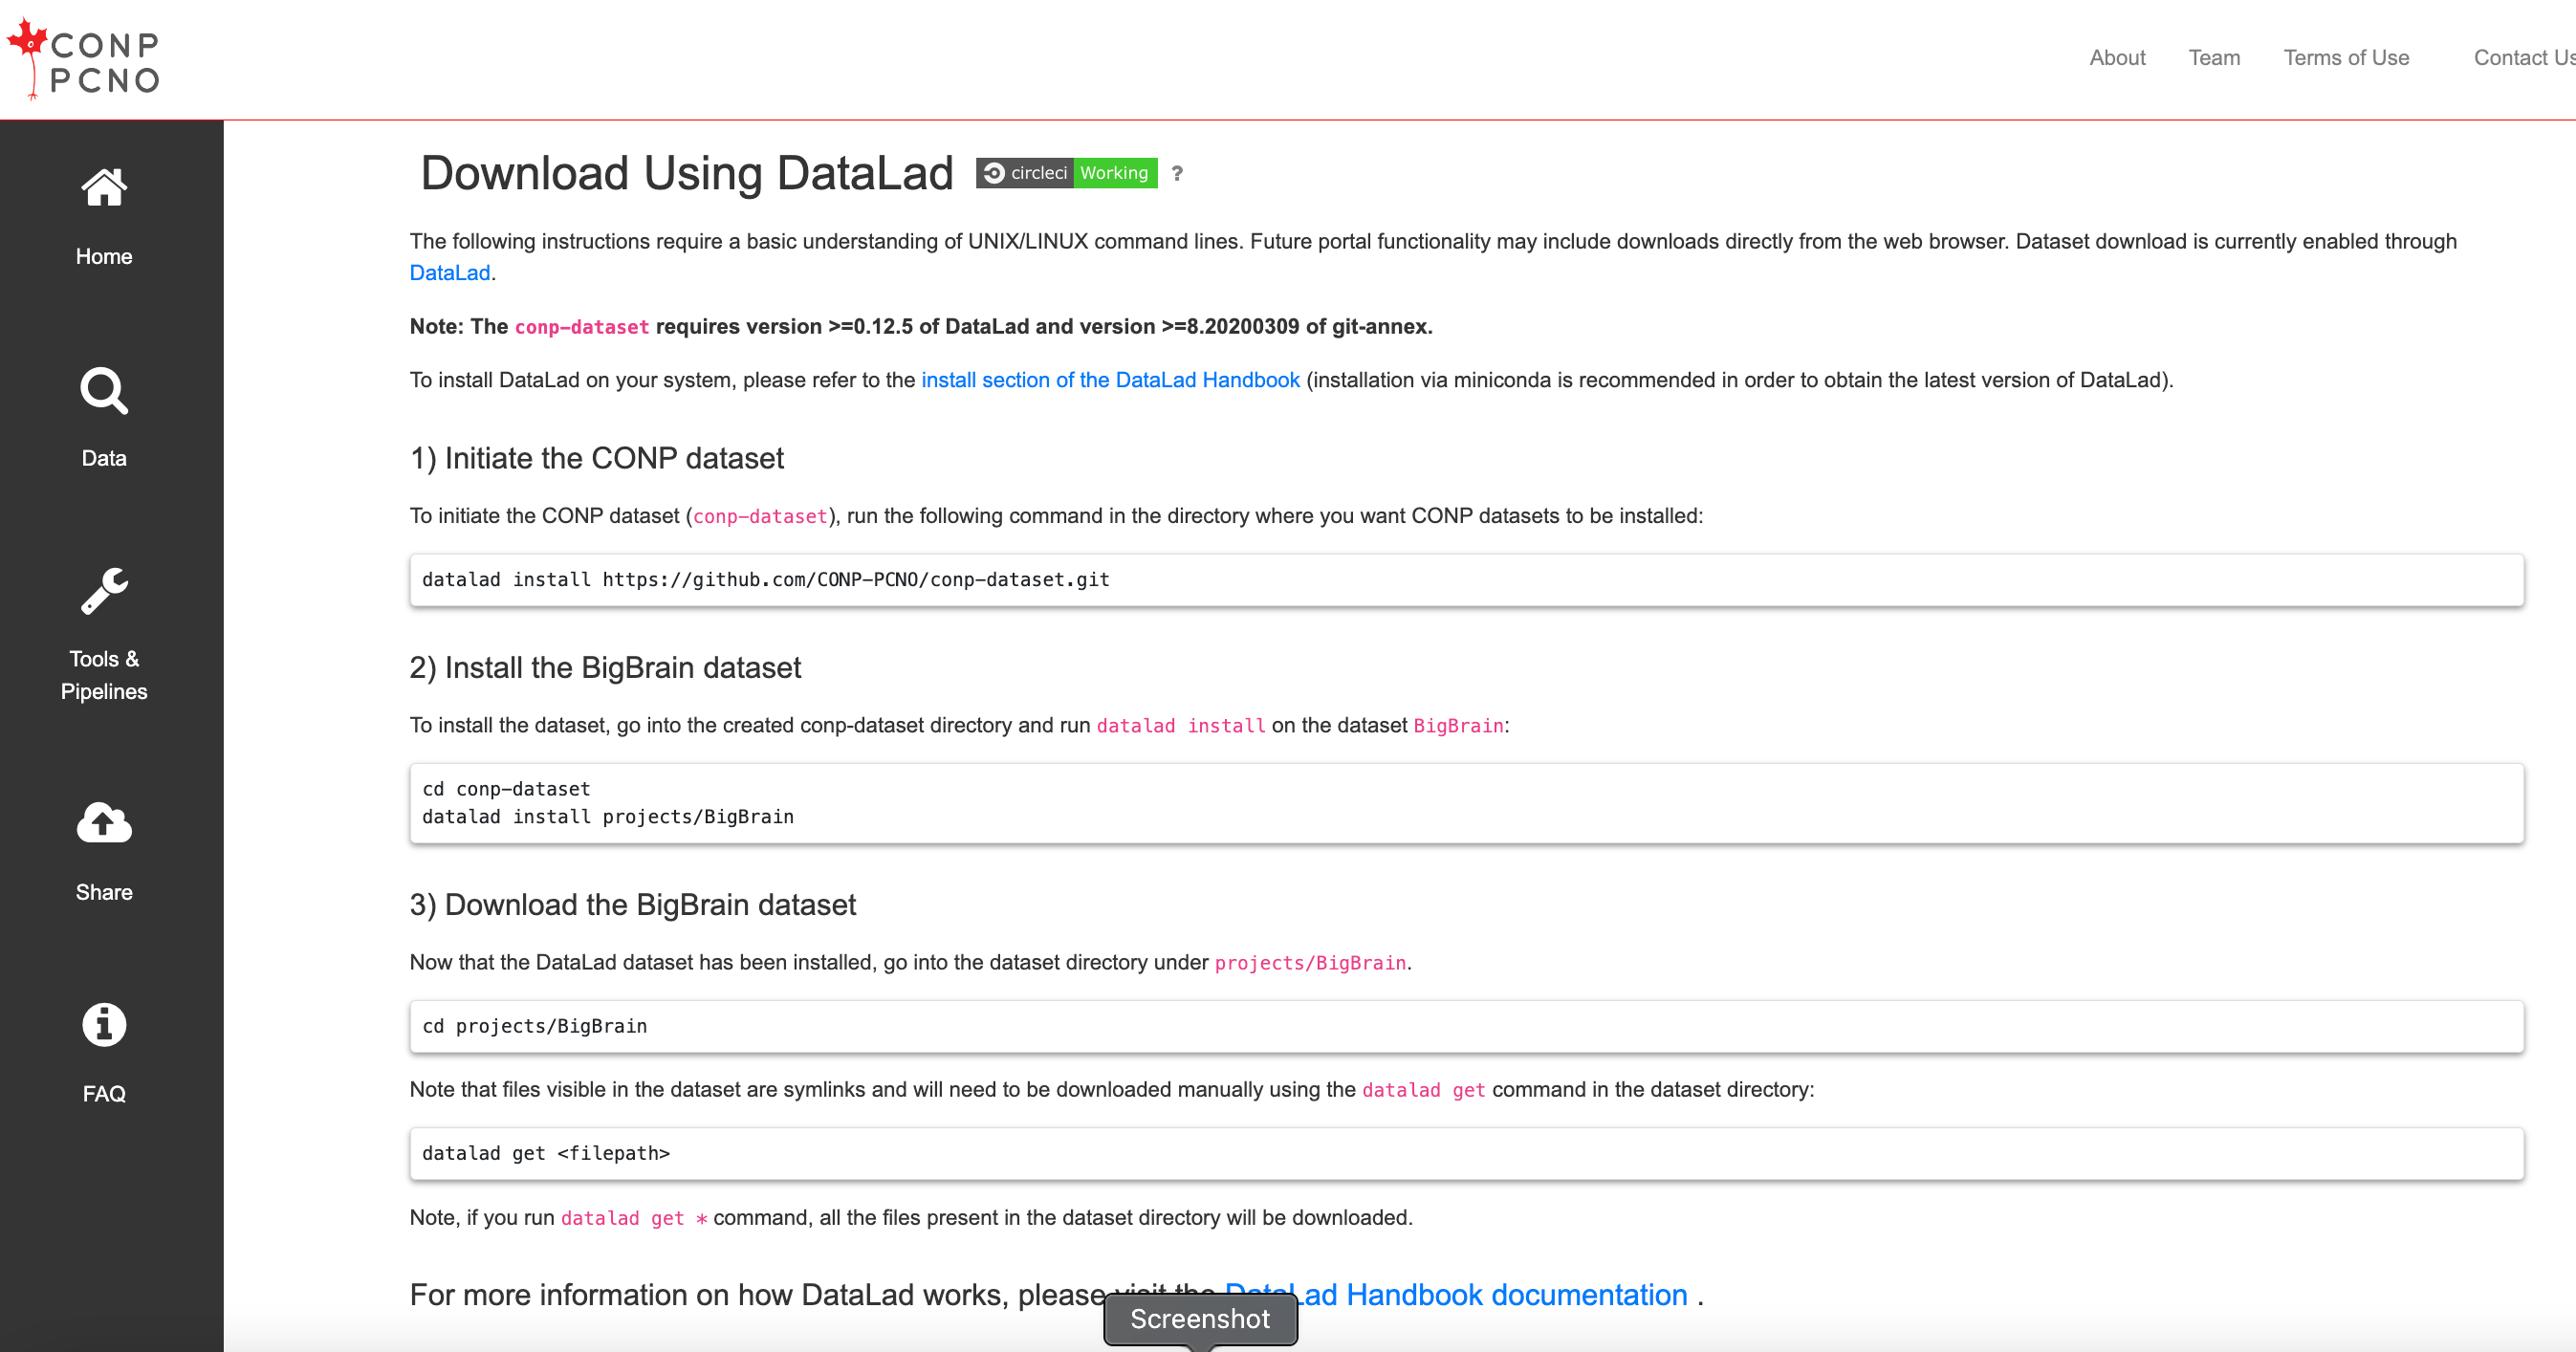 CONP
PCNO
About Team Terms of Use Contact Us
Home
Data
Tools &
Pipelines
Share
FAQ
Download Using DataLad circleci Working ?
The following instructions require a basic understanding of UNIX/LINUX command lines. Future portal functionality may include downloads directly from the web browser. Dataset download is currently enabled through
DataLad.
Note: The conp-dataset requires version >=0.12.5 of DataLad and version >=8.20200309 of git-annex.
To install DataLad on your system, please refer to the install section of the DataLad Handbook (installation via miniconda is recommended in order to obtain the latest version of DataLad).
1) Initiate the CONP dataset
To initiate the CONP dataset (conp-dataset), run the following command in the directory where you want CONP datasets to be installed:
datalad install https://github.com/CONP-PCNO/conp-dataset.git
2) Install the BigBrain dataset
To install the dataset, go into the created conp-dataset directory and run datalad install on the dataset BigBrain:
cd conp-dataset
datalad install projects/BigBrain
3) Download the BigBrain dataset
Now that the DataLad dataset has been installed, go into the dataset directory under projects/BigBrain.
cd projects/BigBrain
Note that files visible in the dataset are symlinks and will need to be downloaded manually using the datalad get command in the dataset directory:
datalad get <filepath>
Note, if you run datalad get * command, all the files present in the dataset directory will be downloaded.
For more information on how DataLad works, please visit the DataLad Handbook documentation .
Screenshot